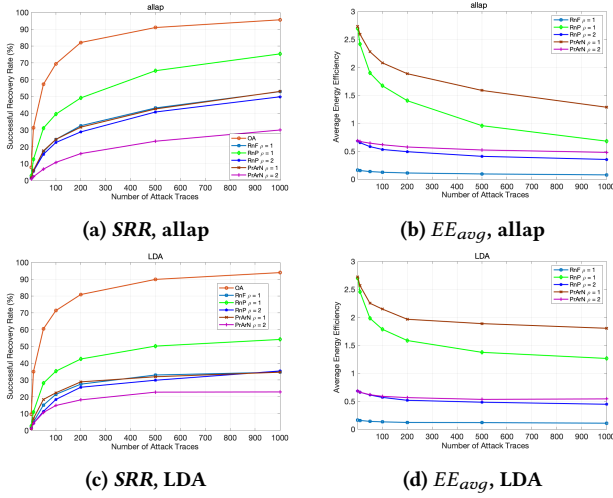 allap
Successful Recovery Rate (%)
100
90
80
70
60
50
40
30
20
10
0
OA
RnF ρ = 1
RnP ρ = 1
RnP ρ = 2
PrArN ρ = 1
PrArN ρ = 2
100 200 300 400 500 600 700 800 900 1000
Number of Attack Traces
(a) SRR, allap
allap
Average Energy Efficiency
3
2.5
2
1.5
1
0.5
0
RnF ρ = 1
RnP ρ = 1
RnP ρ = 2
PrArN ρ = 1
PrArN ρ = 2
100 200 300 400 500 600 700 800 900 1000
Number of Attack Traces
(b) EEavg, allap
LDA
Successful Recovery Rate (%)
100
90
80
70
60
50
40
30
20
10
0
OA
RnF ρ = 1
RnP ρ = 1
RnP ρ = 2
PrArN ρ = 1
PrArN ρ = 2
100 200 300 400 500 600 700 800 900 1000
Number of Attack Traces
(c) SRR, LDA
LDA
Average Energy Efficiency
3
2.5
2
1.5
1
0.5
0
RnF ρ = 1
RnP ρ = 1
RnP ρ = 2
PrArN ρ = 1
PrArN ρ = 2
100 200 300 400 500 600 700 800 900 1000
Number of Attack Traces
(d) EEavg, LDA